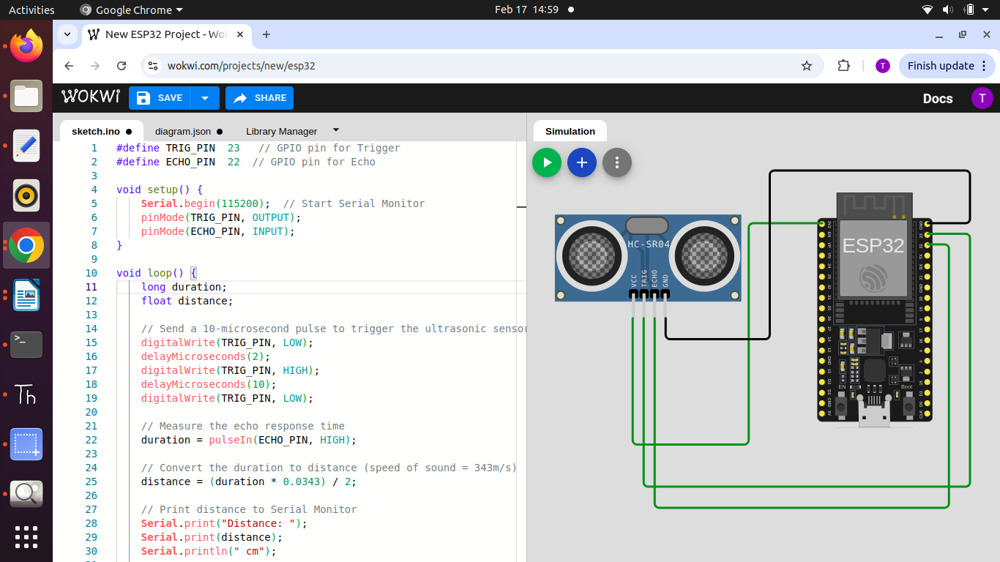 Activities
Google Chrome
Feb 17 14:59
New ESP32 Project - Wo
wokwi.com/projects/new/esp32
T
Finish update
WOKWI
SAVE
SHARE
Docs
T
sketch.ino
diagram.json
Library Manager
1 #define TRIG_PIN 23 // GPIO pin for Trigger
2 #define ECHO_PIN 22 // GPIO pin for Echo
3
4 void setup() {
5 Serial.begin(115200); // Start Serial Monitor
6 pinMode(TRIG_PIN, OUTPUT);
7 pinMode(ECHO_PIN, INPUT);
8 }
9
10 void loop() {
11 long duration;
12 float distance;
13
14 // Send a 10-microsecond pulse to trigger the ultrasonic sensor
15 digitalWrite(TRIG_PIN, LOW);
16 delayMicroseconds(2);
17 digitalWrite(TRIG_PIN, HIGH);
18 delayMicroseconds(10);
19 digitalWrite(TRIG_PIN, LOW);
20
21 // Measure the echo response time
22 duration = pulseIn(ECHO_PIN, HIGH);
23
24 // Convert the duration to distance (speed of sound = 343m/s)
25 distance = (duration * 0.0343) / 2;
26
27 // Print distance to Serial Monitor
28 Serial.print("Distance: ");
29 Serial.print(distance);
30 Serial.println(" cm");
Simulation
HC-SR04
VCC
TRIG
ECHO
GND
ESP32
EN
Boot
>_
Th